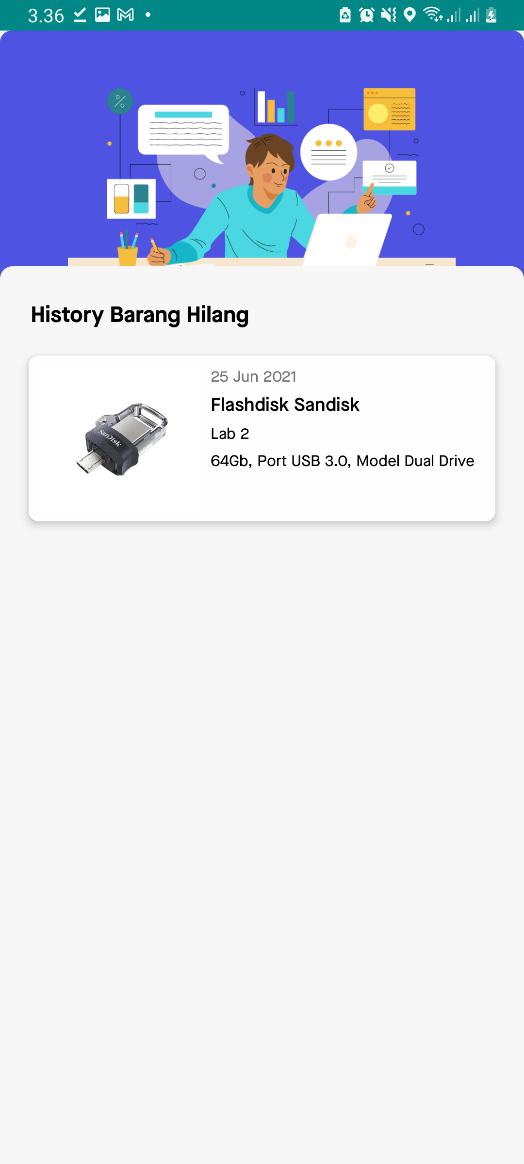 3.36
%
History Barang Hilang
25 Jun 2021
Flashdisk Sandisk
Lab 2
64Gb, Port USB 3.0, Model Dual Drive
SanDisk